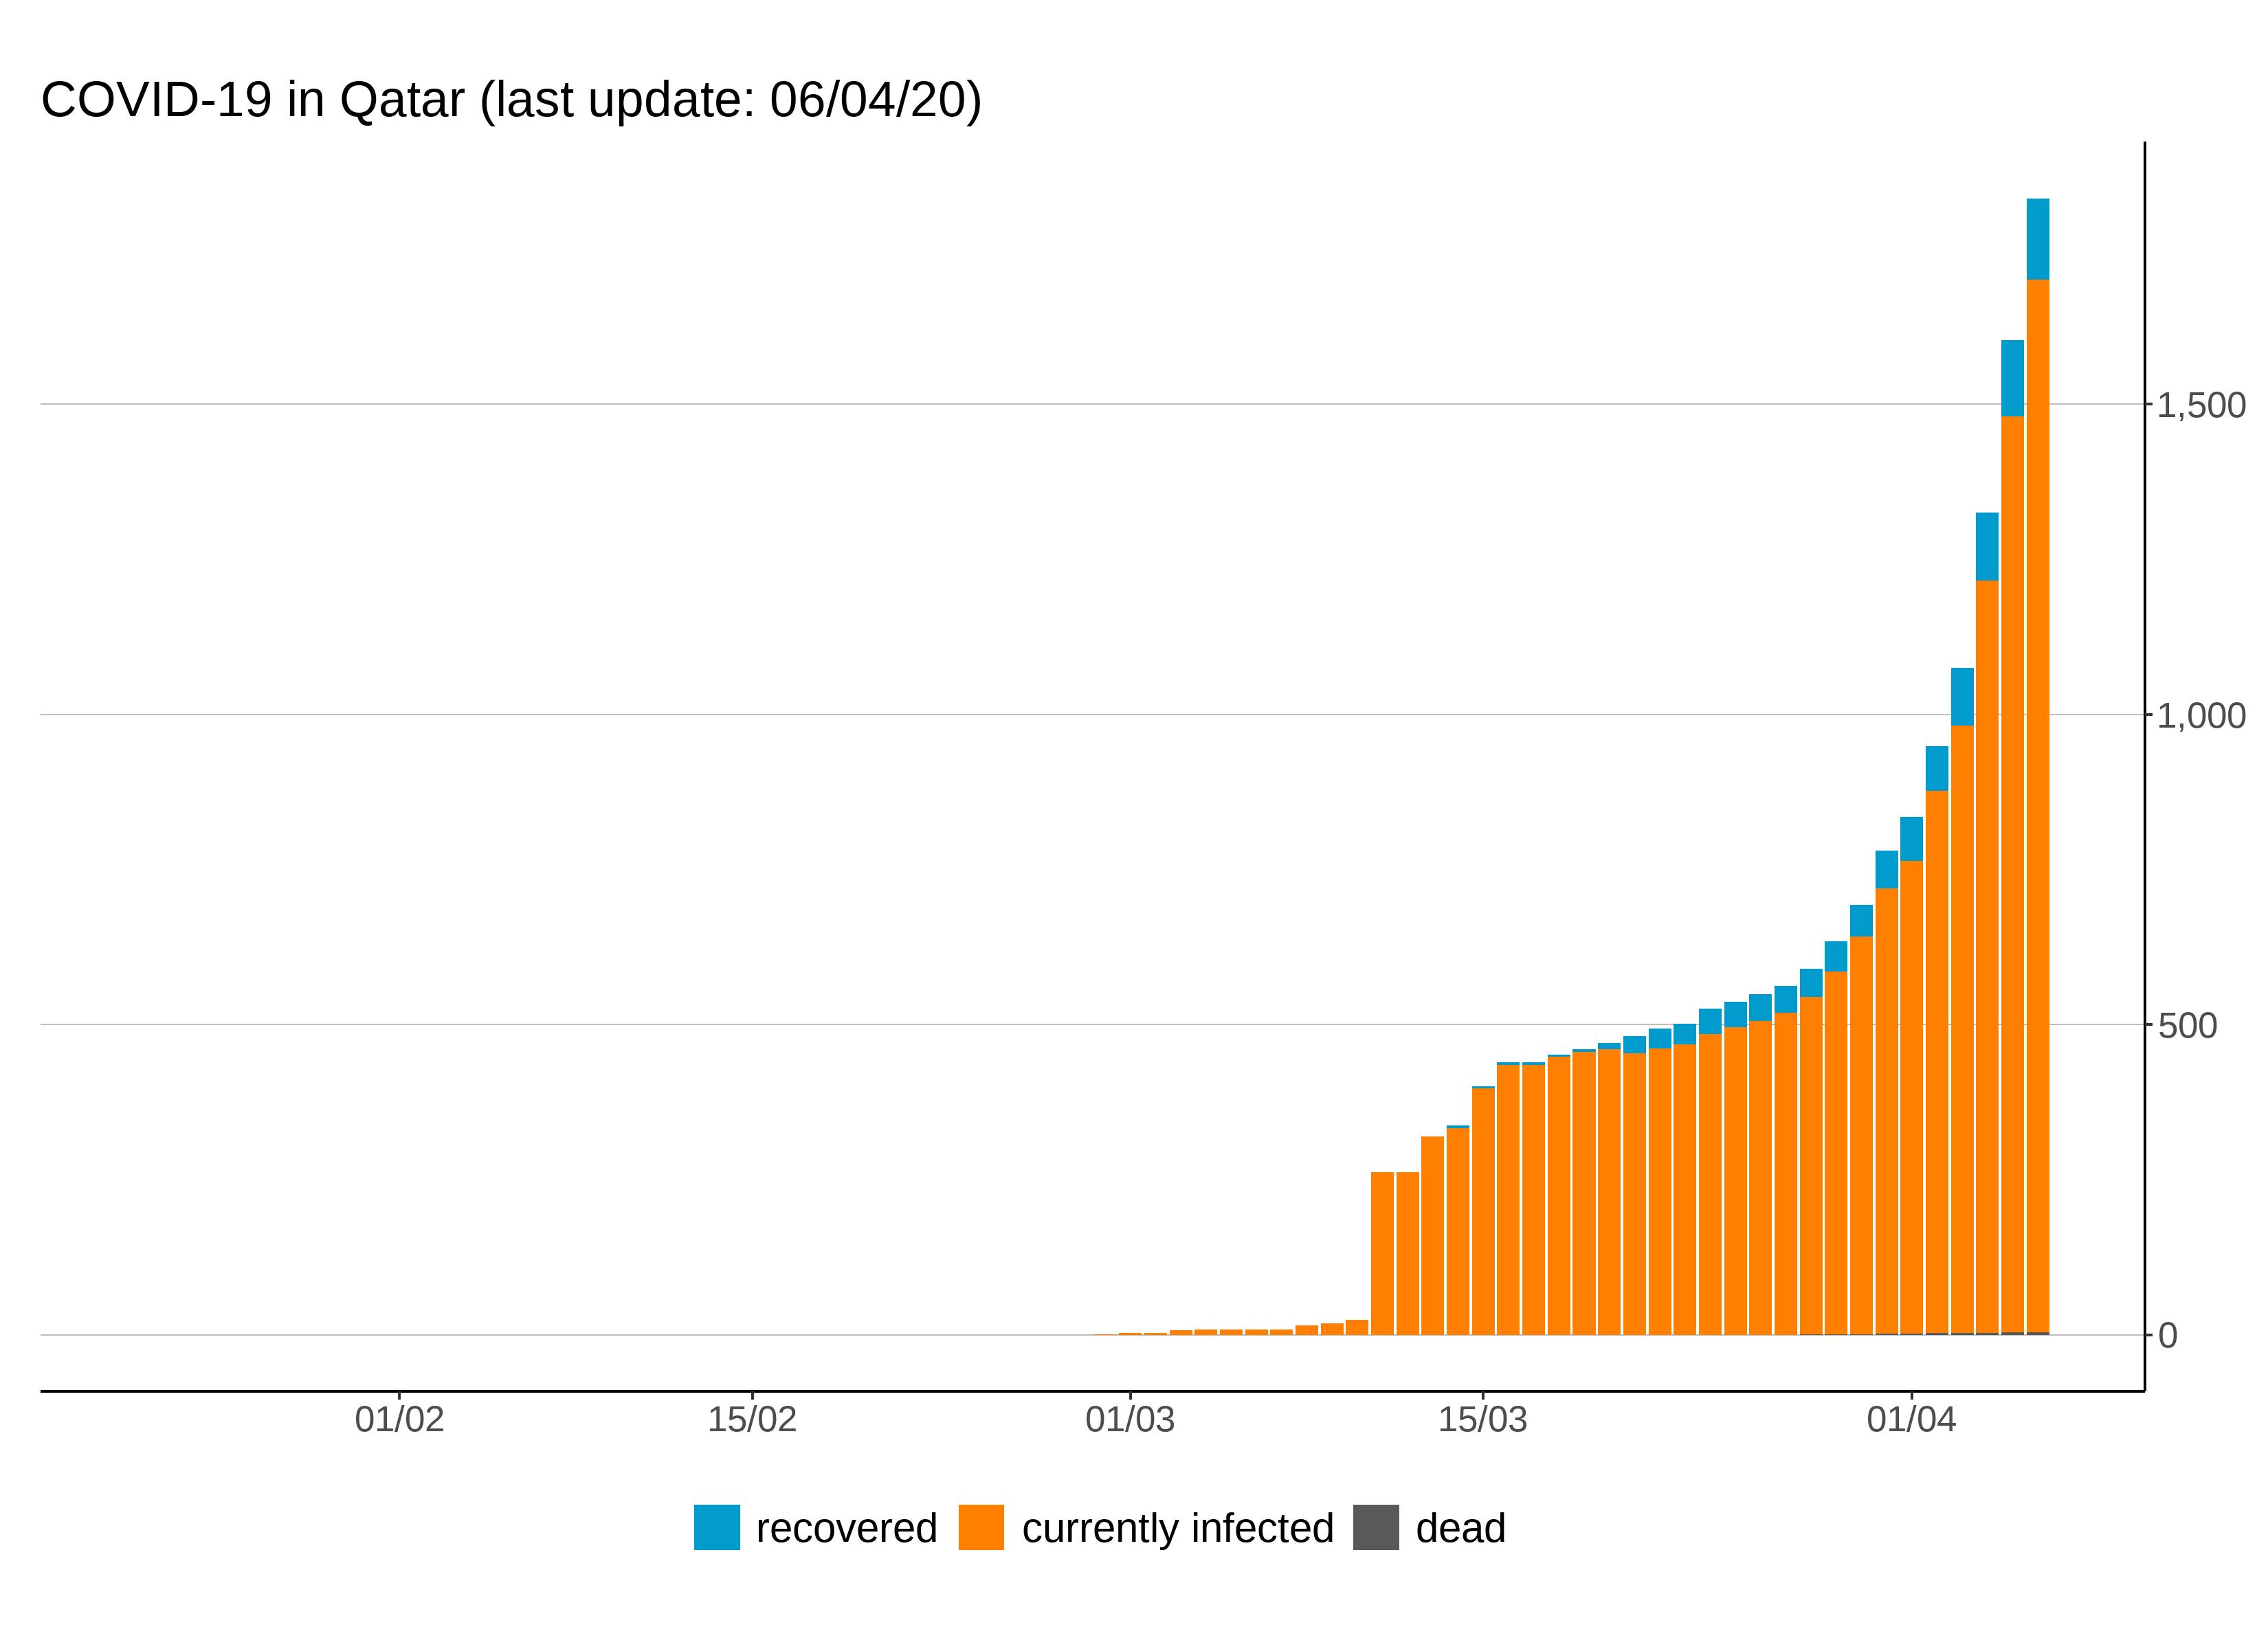 COVID-19 in Qatar (last update: 06/04/20)
1,500
1,000
500
0
01/02 15/02 01/03 15/03 01/04
recovered currently infected dead